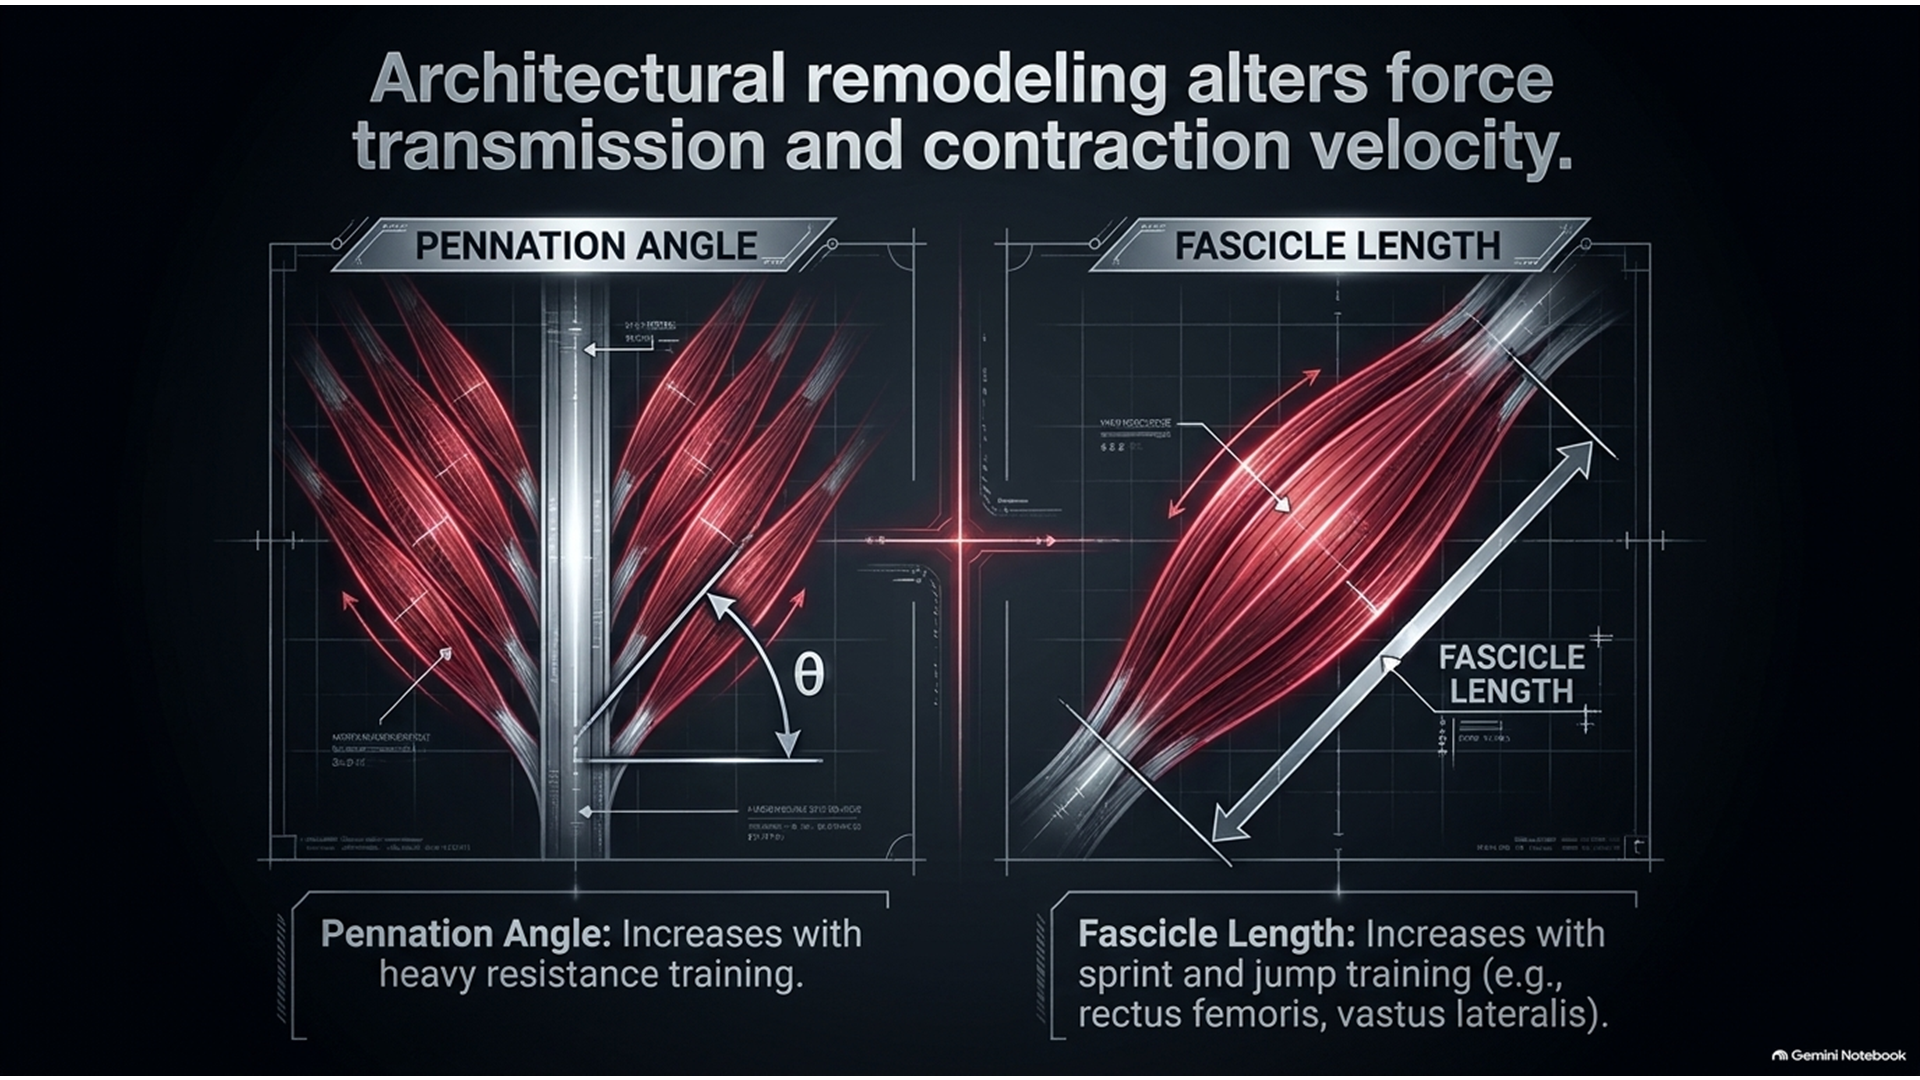 Architectural remodeling alters force
transmission and contraction velocity.
PENNATION ANGLE
FASCICLE LENGTH
θ
FASCICLE
LENGTH
Pennation Angle: Increases with
heavy resistance training.
Fascicle Length: Increases with
sprint and jump training (e.g.,
rectus femoris, vastus lateralis).
Gemini Notebook